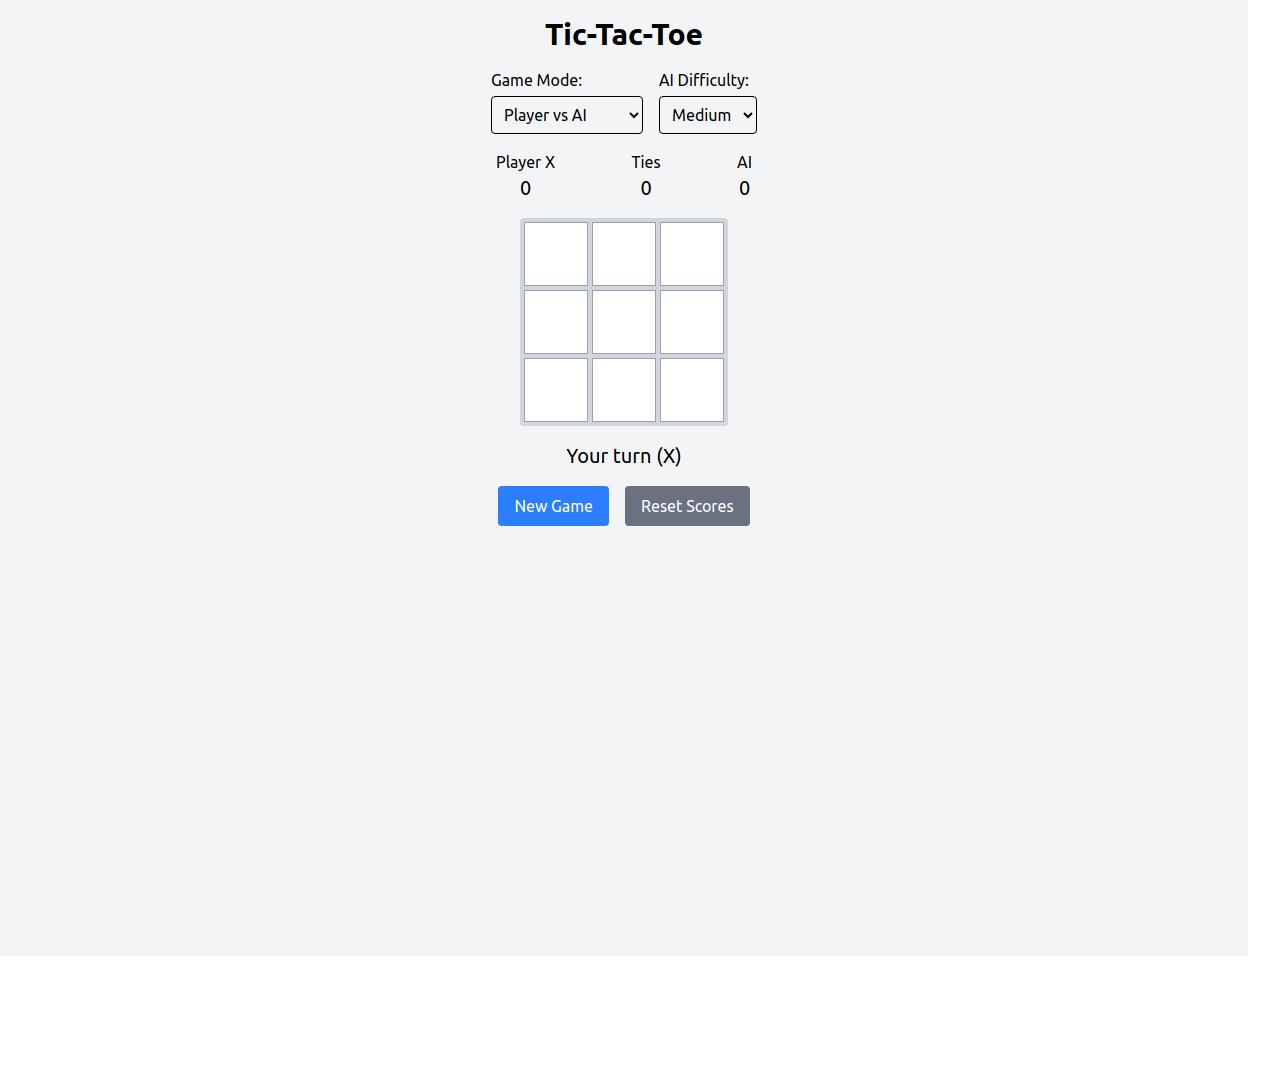 Tic-Tac-Toe
Game Mode: AI Difficulty:
Player vs AI Medium
Player X Ties AI
0 0 0
Your turn (X)
New Game Reset Scores